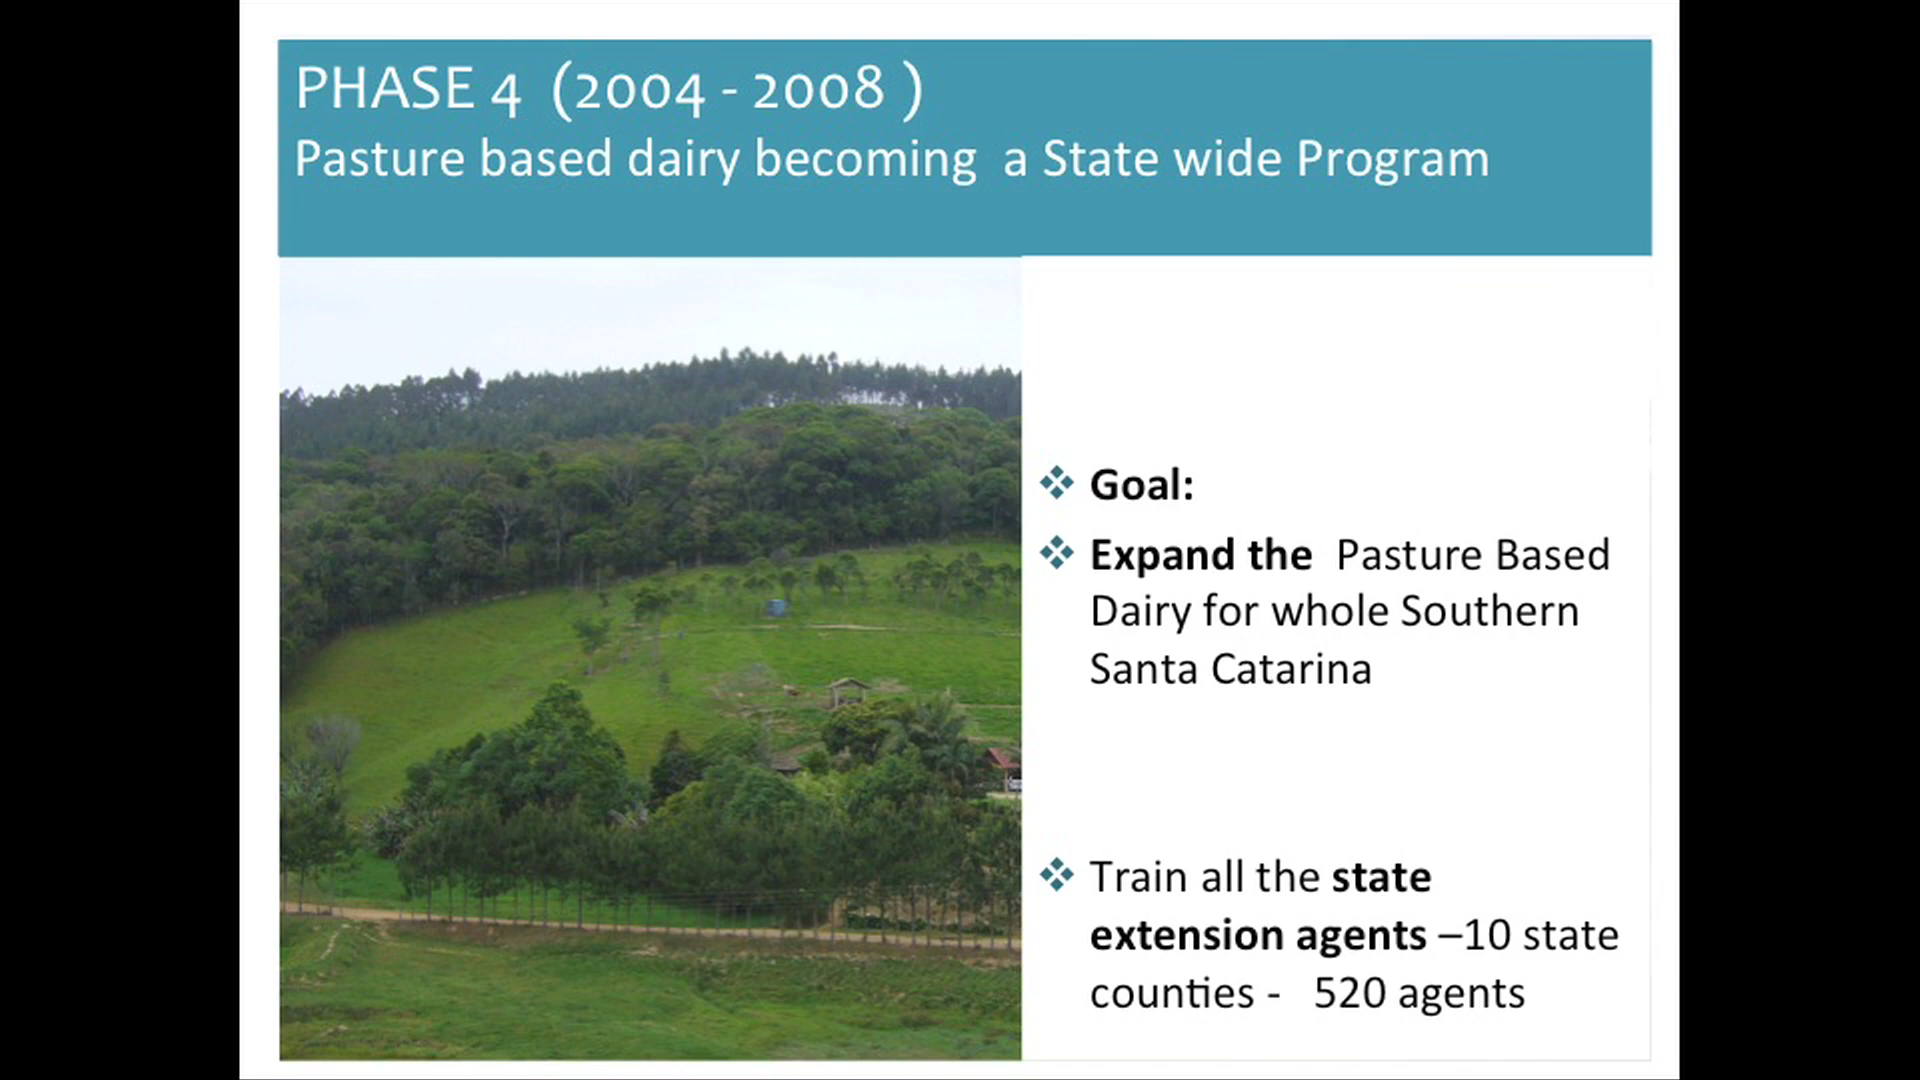 PHASE 4 (2004 - 2008 )
Pasture based dairy becoming a State wide Program
❖ Goal:
❖ Expand the Pasture Based
Dairy for whole Southern
Santa Catarina
❖ Train all the state
extension agents –10 state
counties - 520 agents